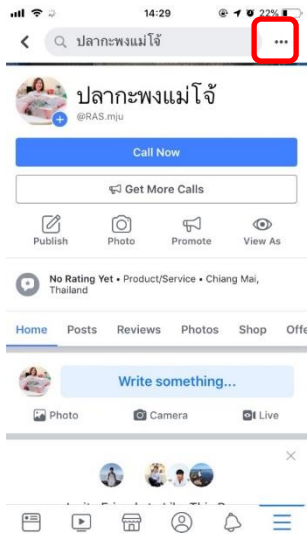 14:29
22%
ปลากะพงแม่โจ้
ปลากะพงแม่โจ้
@RAS.mju
Call Now
Get More Calls
Publish Photo Promote View As
No Rating Yet • Product/Service • Chiang Mai,
Thailand
Home Posts Reviews Photos Shop Offe
Write something...
Photo Camera Live